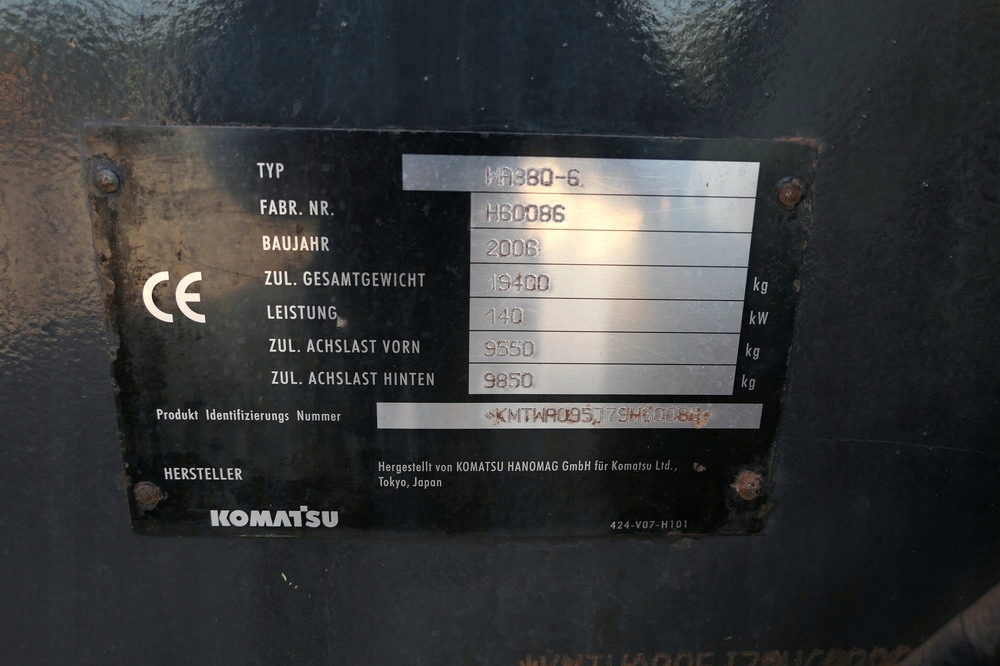 TYP WA380-6
FABR. NR. H60086
BAUJAHR 2006
ZUL. GESAMTGEWICHT 19400 kg
LEISTUNG 140 kW
ZUL. ACHSLAST VORN 9550 kg
ZUL. ACHSLAST HINTEN 9850 kg
CE
Produkt Identifizierungs Nummer
HERSTELLER Hergestellt von KOMATSU HANOMAG GmbH für Komatsu Ltd.,
Tokyo, Japan
KOMATSU 424-V07-H101